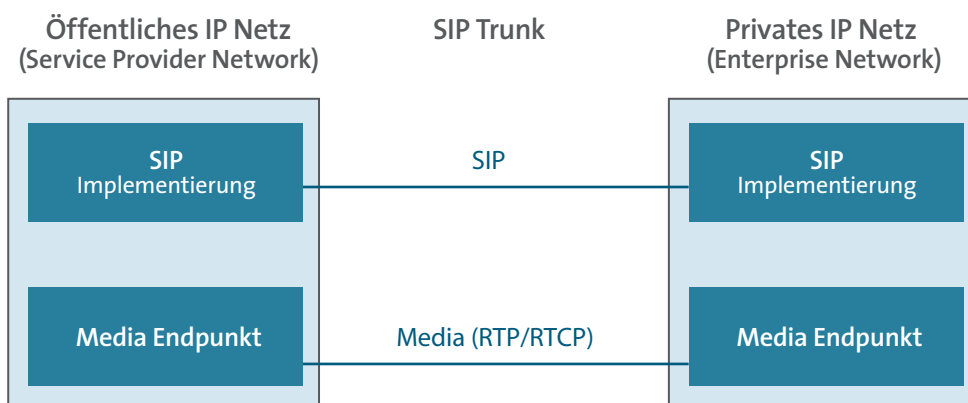 Öffentliches IP Netz
(Service Provider Network)
SIP Trunk
Privates IP Netz
(Enterprise Network)
SIP
Implementierung
SIP
SIP
Implementierung
Media Endpunkt
Media (RTP/RTCP)
Media Endpunkt